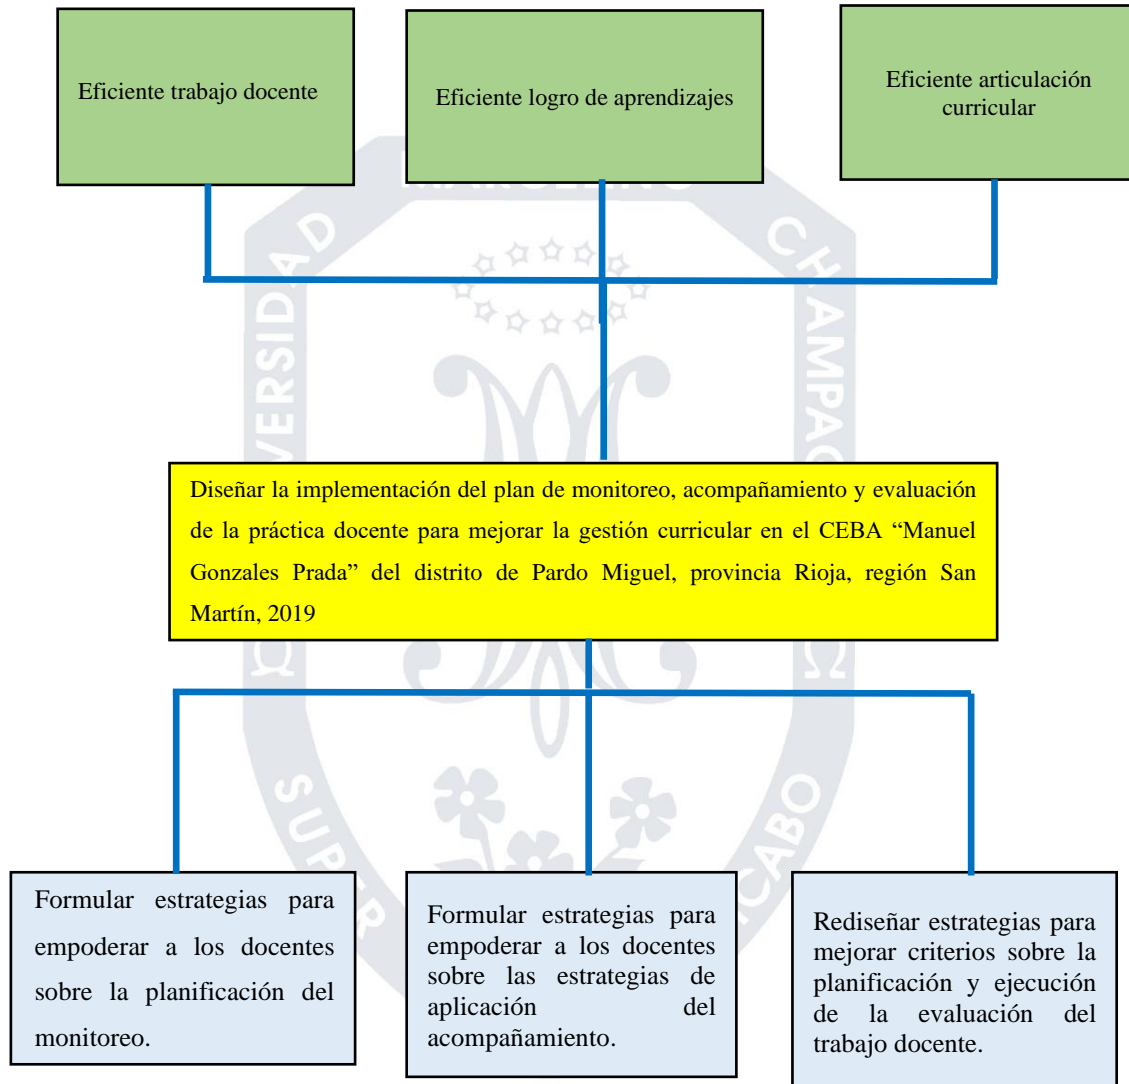 Eficiente trabajo docente
Eficiente logro de aprendizajes
Eficiente articulación
curricular
Diseñar la implementación del plan de monitoreo, acompañamiento y evaluación
de la práctica docente para mejorar la gestión curricular en el CEBA “Manuel
Gonzales Prada” del distrito de Pardo Miguel, provincia Rioja, región San
Martín, 2019
Formular estrategias para
empoderar a los docentes
sobre la planificación del
monitoreo.
Formular estrategias para
empoderar a los docentes
sobre las estrategias de
aplicación del
acompañamiento.
Rediseñar estrategias para
mejorar criterios sobre la
planificación y ejecución
de la evaluación del
trabajo docente.